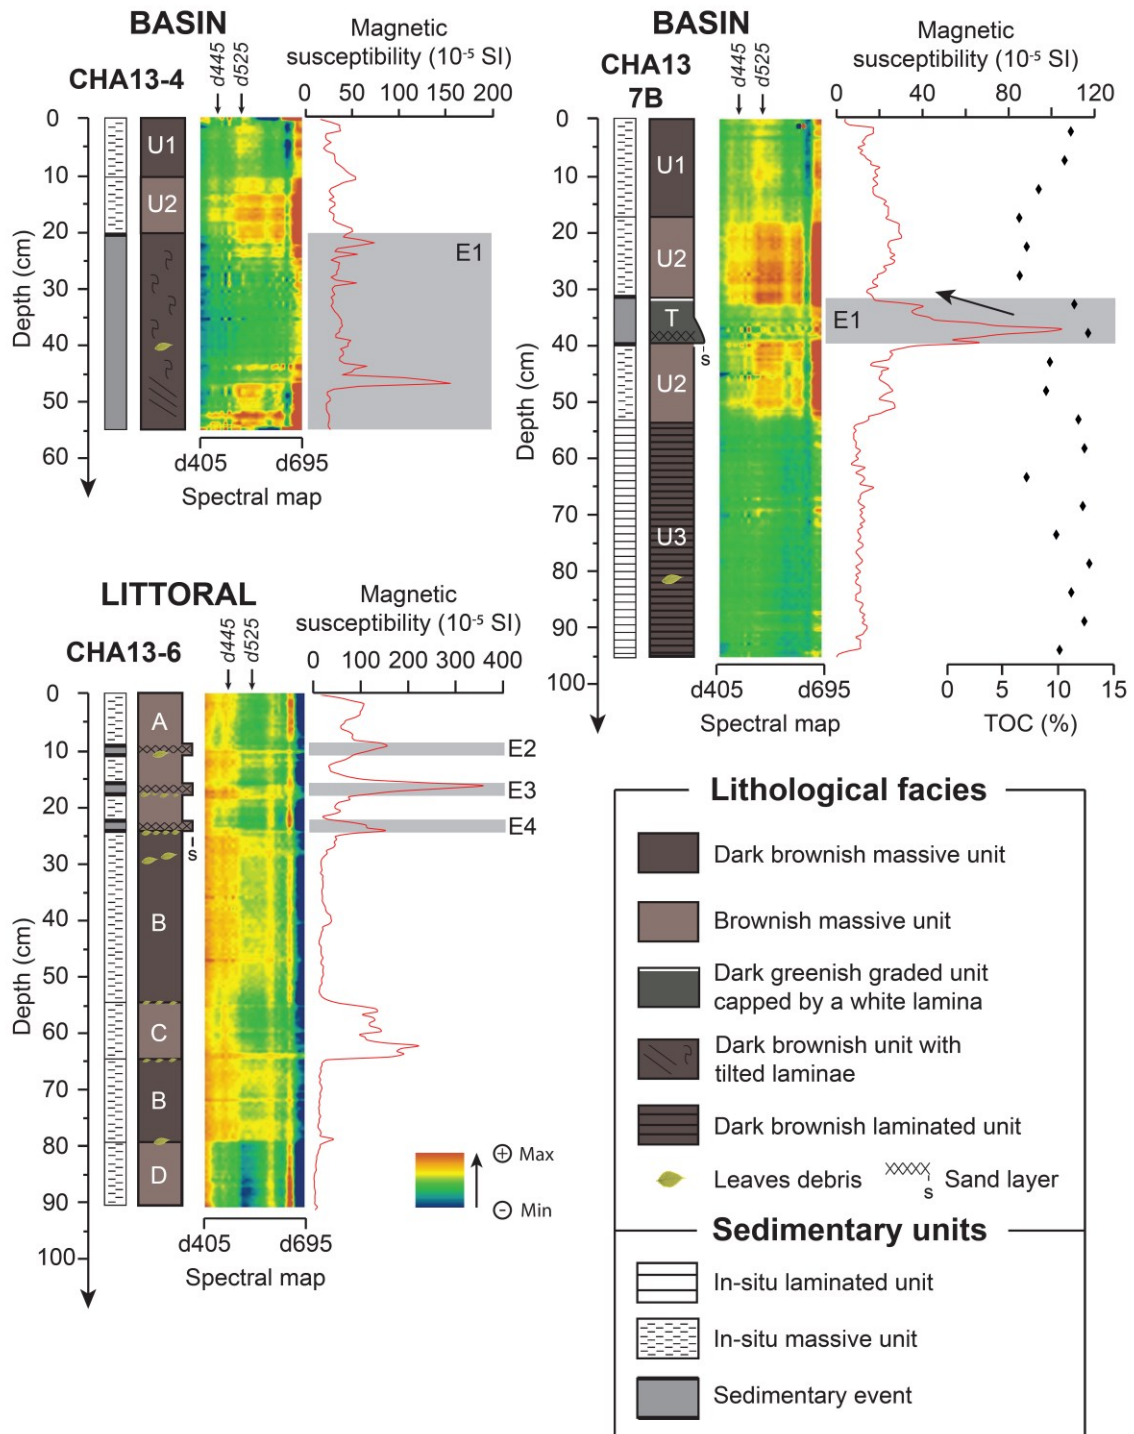 BASIN
CHA13-4
d445
d525
Magnetic
susceptibility (10⁻⁵ SI)
0 50 100 150 200
0
10
20
30
40
50
60
Depth (cm)
U1
U2
E1
d405 d695
Spectral map
BASIN
CHA13
7B
d445
d525
Magnetic
susceptibility (10⁻⁵ SI)
0 40 80 120
0
10
20
30
40
50
60
70
80
90
100
Depth (cm)
U1
U2
T
s
U2
U3
E1
d405 d695
Spectral map
0 5 10 15
TOC (%)
LITTORAL
CHA13-6
d445
d525
Magnetic
susceptibility (10⁻⁵ SI)
0 100 200 300 400
0
10
20
30
40
50
60
70
80
90
100
Depth (cm)
A
s
B
C
B
D
E2
E3
E4
+ Max
- Min
d405 d695
Spectral map
Lithological facies
Dark brownish massive unit
Brownish massive unit
Dark greenish graded unit
capped by a white lamina
Dark brownish unit with
tilted laminae
Dark brownish laminated unit
Leaves debris
s Sand layer
Sedimentary units
In-situ laminated unit
In-situ massive unit
Sedimentary event